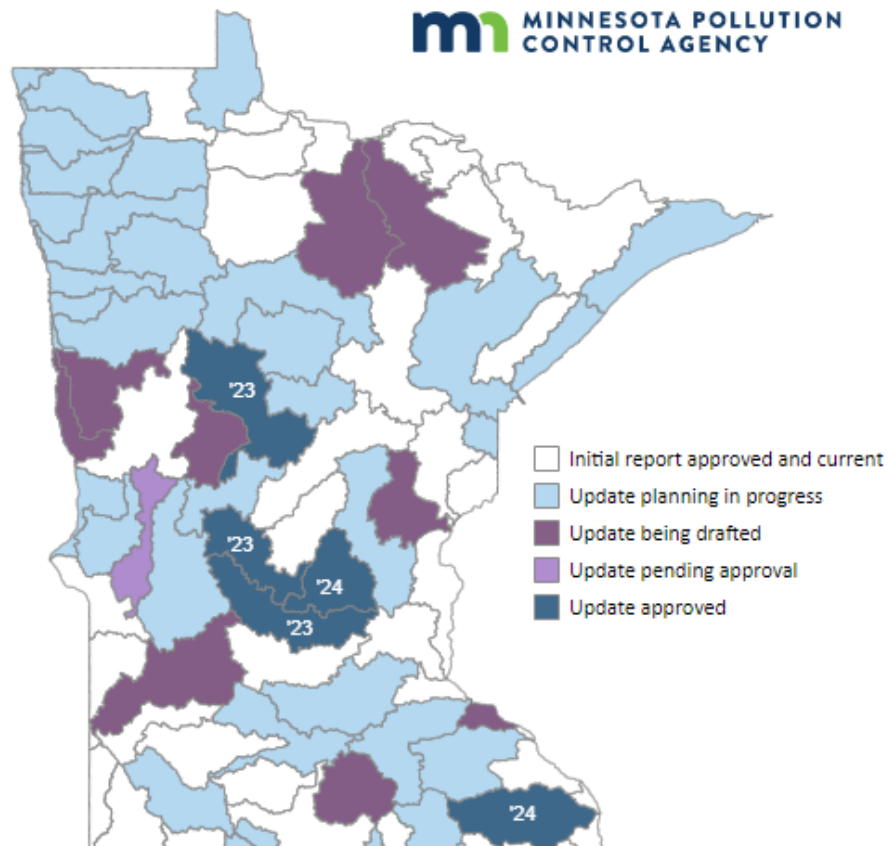 MINNESOTA POLLUTION
CONTROL AGENCY
'23
Initial report approved and current
Update planning in progress
Update being drafted
Update pending approval
Update approved
'23
'24
'23
'24